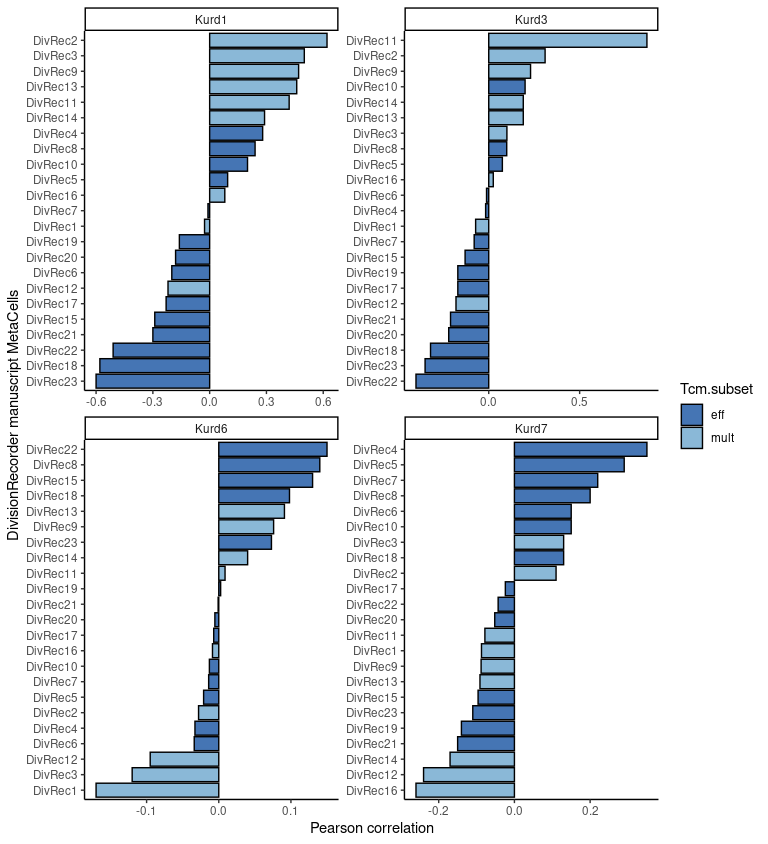 Kurd1
DivRec2
DivRec3
DivRec9
DivRec13
DivRec11
DivRec14
DivRec4
DivRec8
DivRec10
DivRec5
DivRec16
DivRec7
DivRec1
DivRec19
DivRec20
DivRec6
DivRec12
DivRec17
DivRec15
DivRec21
DivRec22
DivRec18
DivRec23
-0.6 -0.3 0.0 0.3 0.6
Kurd3
DivRec11
DivRec2
DivRec9
DivRec10
DivRec14
DivRec13
DivRec3
DivRec8
DivRec5
DivRec16
DivRec6
DivRec4
DivRec1
DivRec7
DivRec15
DivRec19
DivRec17
DivRec12
DivRec21
DivRec20
DivRec18
DivRec23
DivRec22
0.0 0.5
Kurd6
DivRec22
DivRec8
DivRec15
DivRec18
DivRec13
DivRec9
DivRec23
DivRec14
DivRec11
DivRec19
DivRec21
DivRec20
DivRec17
DivRec16
DivRec10
DivRec7
DivRec5
DivRec2
DivRec4
DivRec6
DivRec12
DivRec3
DivRec1
-0.1 0.0 0.1
Kurd7
DivRec4
DivRec5
DivRec7
DivRec8
DivRec6
DivRec10
DivRec3
DivRec18
DivRec2
DivRec17
DivRec22
DivRec20
DivRec11
DivRec1
DivRec9
DivRec13
DivRec15
DivRec23
DivRec19
DivRec21
DivRec14
DivRec12
DivRec16
-0.2 0.0 0.2
DivisionRecorder manuscript MetaCells
Pearson correlation
Tcm.subset
eff
mult